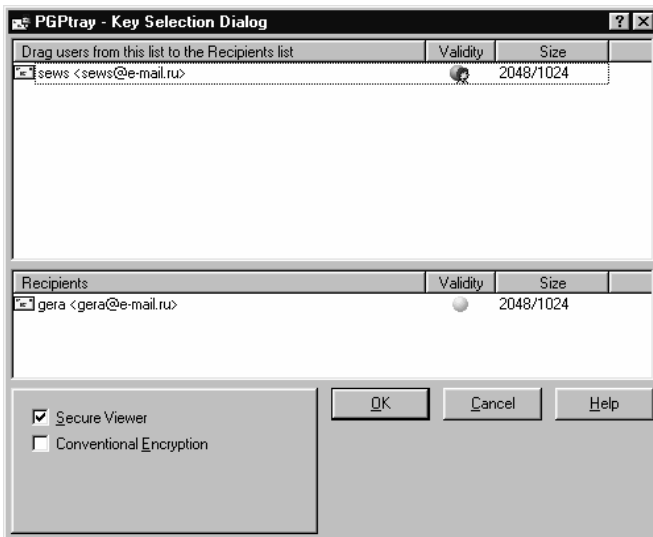 PGPtray - Key Selection Dialog
Drag users from this list to the Recipients list Validity Size
sews <sews@e-mail.ru> 2048/1024
Recipients Validity Size
gera <gera@e-mail.ru> 2048/1024
OK Cancel Help
Secure Viewer
Conventional Encryption